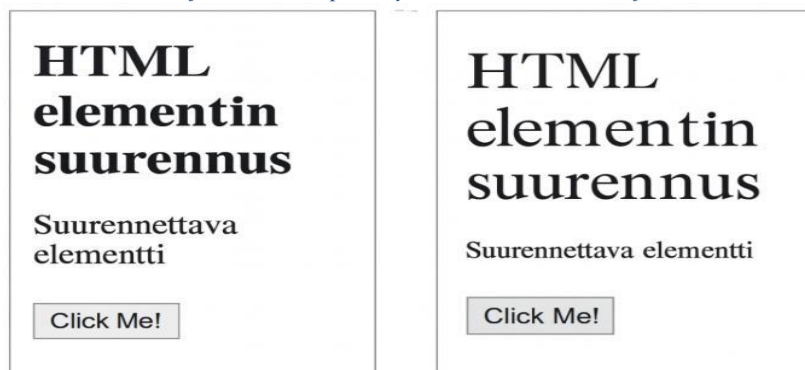 HTML
elementin
suurennus
Suurennettava
elementti
Click Me!
HTML
elementin
suurennus
Suurennettava elementti
Click Me!